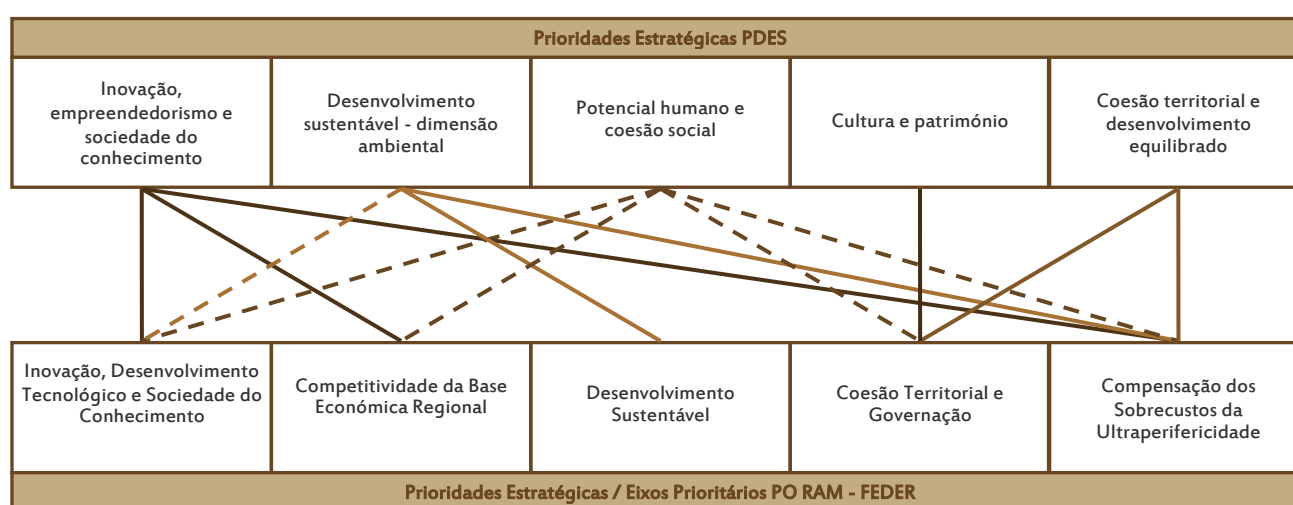 Prioridades Estratégicas PDES
Inovação,
empreendedorismo e
sociedade do
conhecimento
Desenvolvimento
sustentável - dimensão
ambiental
Potencial humano e
coesão social
Cultura e património
Coesão territorial e
desenvolvimento
equilibrado
Inovação, Desenvolvimento
Tecnológico e Sociedade do
Conhecimento
Competitividade da Base
Económica Regional
Desenvolvimento
Sustentável
Coesão Territorial e
Governação
Compensação dos
Sobrecustos da
Ultraperifericidade
Prioridades Estratégicas / Eixos Prioritários PO RAM - FEDER